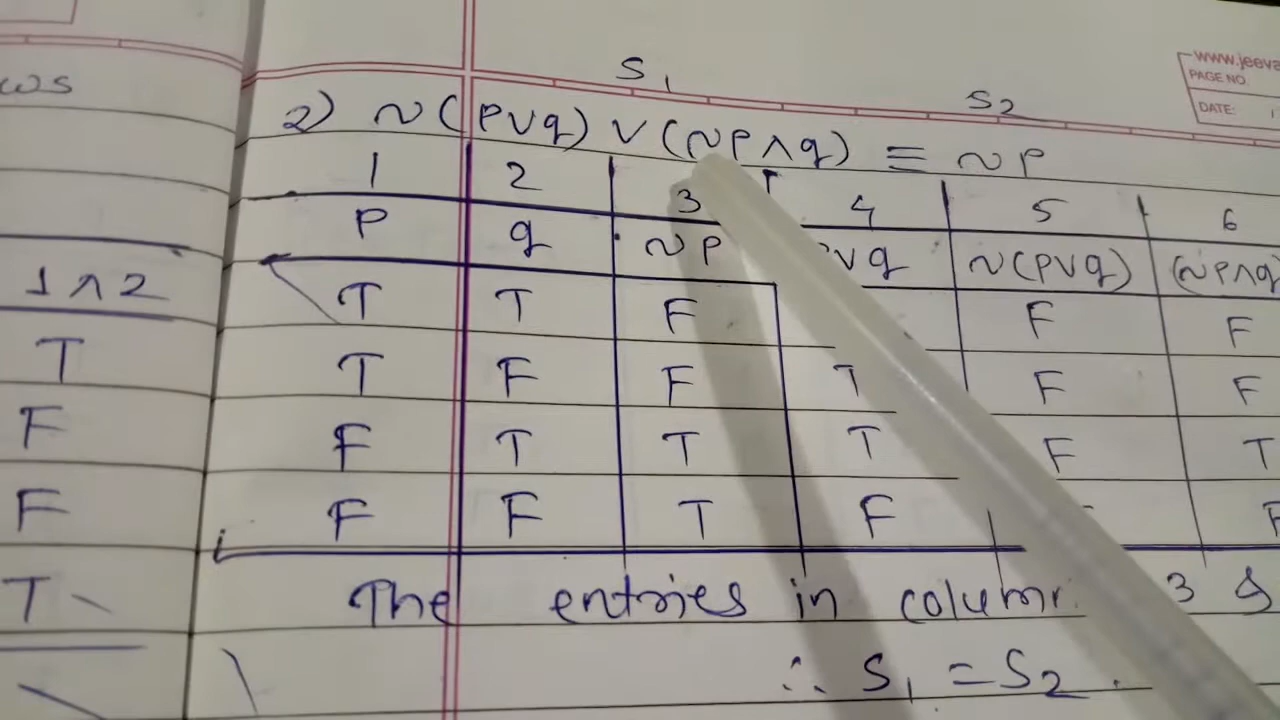 ws
1 ∧ 2
T
F
F
T
www.jeeva
PAGE NO.
DATE:
S1 S2
2) ~(p∨q) ∨ (~p∧q) ≡ ~p
1 2 3 4 5 6
p q ~p ∨q ~(p∨q) (~p∧q)
T T F F F
T F F T F F
F T T T F T
F F T F F
The entries in column 3 &
∴ S1 = S2.